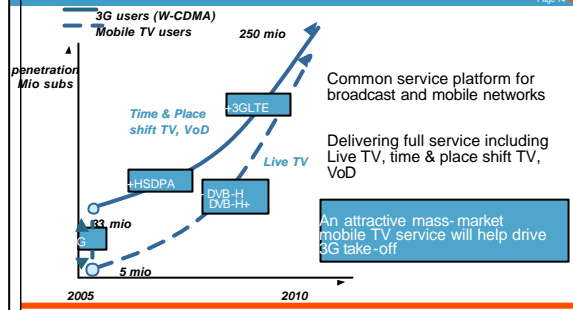 Page 14
3G users (W-CDMA)
Mobile TV users
250 mio
penetration
Mio subs
Time & Place
shift TV, VoD
+3GLTE
Live TV
+HSDPA
DVB-H
DVB-H+
33 mio
G
5 mio
2005
2010
Common service platform for
broadcast and mobile networks
Delivering full service including
Live TV, time & place shift TV,
VoD
An attractive mass-market
mobile TV service will help drive
3G take-off